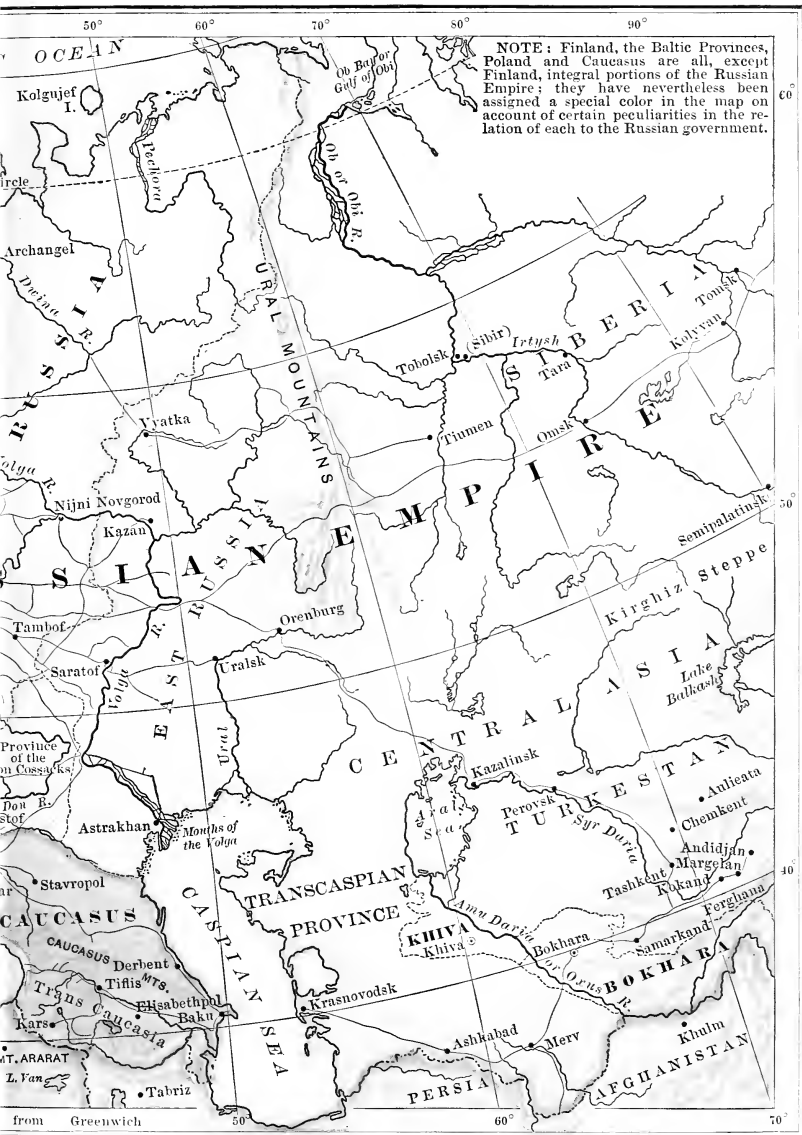 50°
60°
70°
80°
90°
OCEAN
NOTE: Finland, the Baltic Provinces,
Poland and Caucasus are all, except
Finland, integral portions of the Russian
Empire; they have nevertheless been
assigned a special color in the map on
account of certain peculiarities in the re-
lation of each to the Russian government.
Ob Bay or
Gulf of Obi
Kolgujef
I.
60°
Pechora
Ob or Obi R.
ircle
Archangel
Dwina R.
RUSSIA
URAL MOUNTAINS
SIBERIA
Tomsk
Kolyvan
(Sibir)
Irtysh
Tobolsk
Tara
Vyatka
Tiumen
Omsk
olga R.
Nijni Novgorod
Kazan
SSIAN EMPIRE
EAST RUSSIA
Semipalatinsk
50°
Kirghiz Steppe
Tambof
Orenburg
Saratof
Uralsk
Volga R.
Ural
Lake
Balkash
CENTRAL ASIA
Province
of the
on Cossacks
Don R.
stof
Kazalinsk
Aral
Sea
Perovsk
TURKESTAN
Aulieata
Syr Daria
Chemkent
Astrakhan
Mouths of
the Volga
Andidjan
Margelan
Tashkent
Kokand
40°
Stavropol
CAUCASUS
TRANSCASPIAN
PROVINCE
CASPIAN SEA
Amu Daria or Oxus R.
KHIVA
Khiva
Bokhara
Samarkand
Ferghana
BOKHARA
CAUCASUS MTS.
Derbent
Tiflis
Trans Caucasia
Elisabethpol
Baku
Kars
Krasnovodsk
MT. ARARAT
L. Van
Tabriz
Ashkabad
Merv
Khulm
PERSIA
AFGHANISTAN
from Greenwich
50°
60°
70°